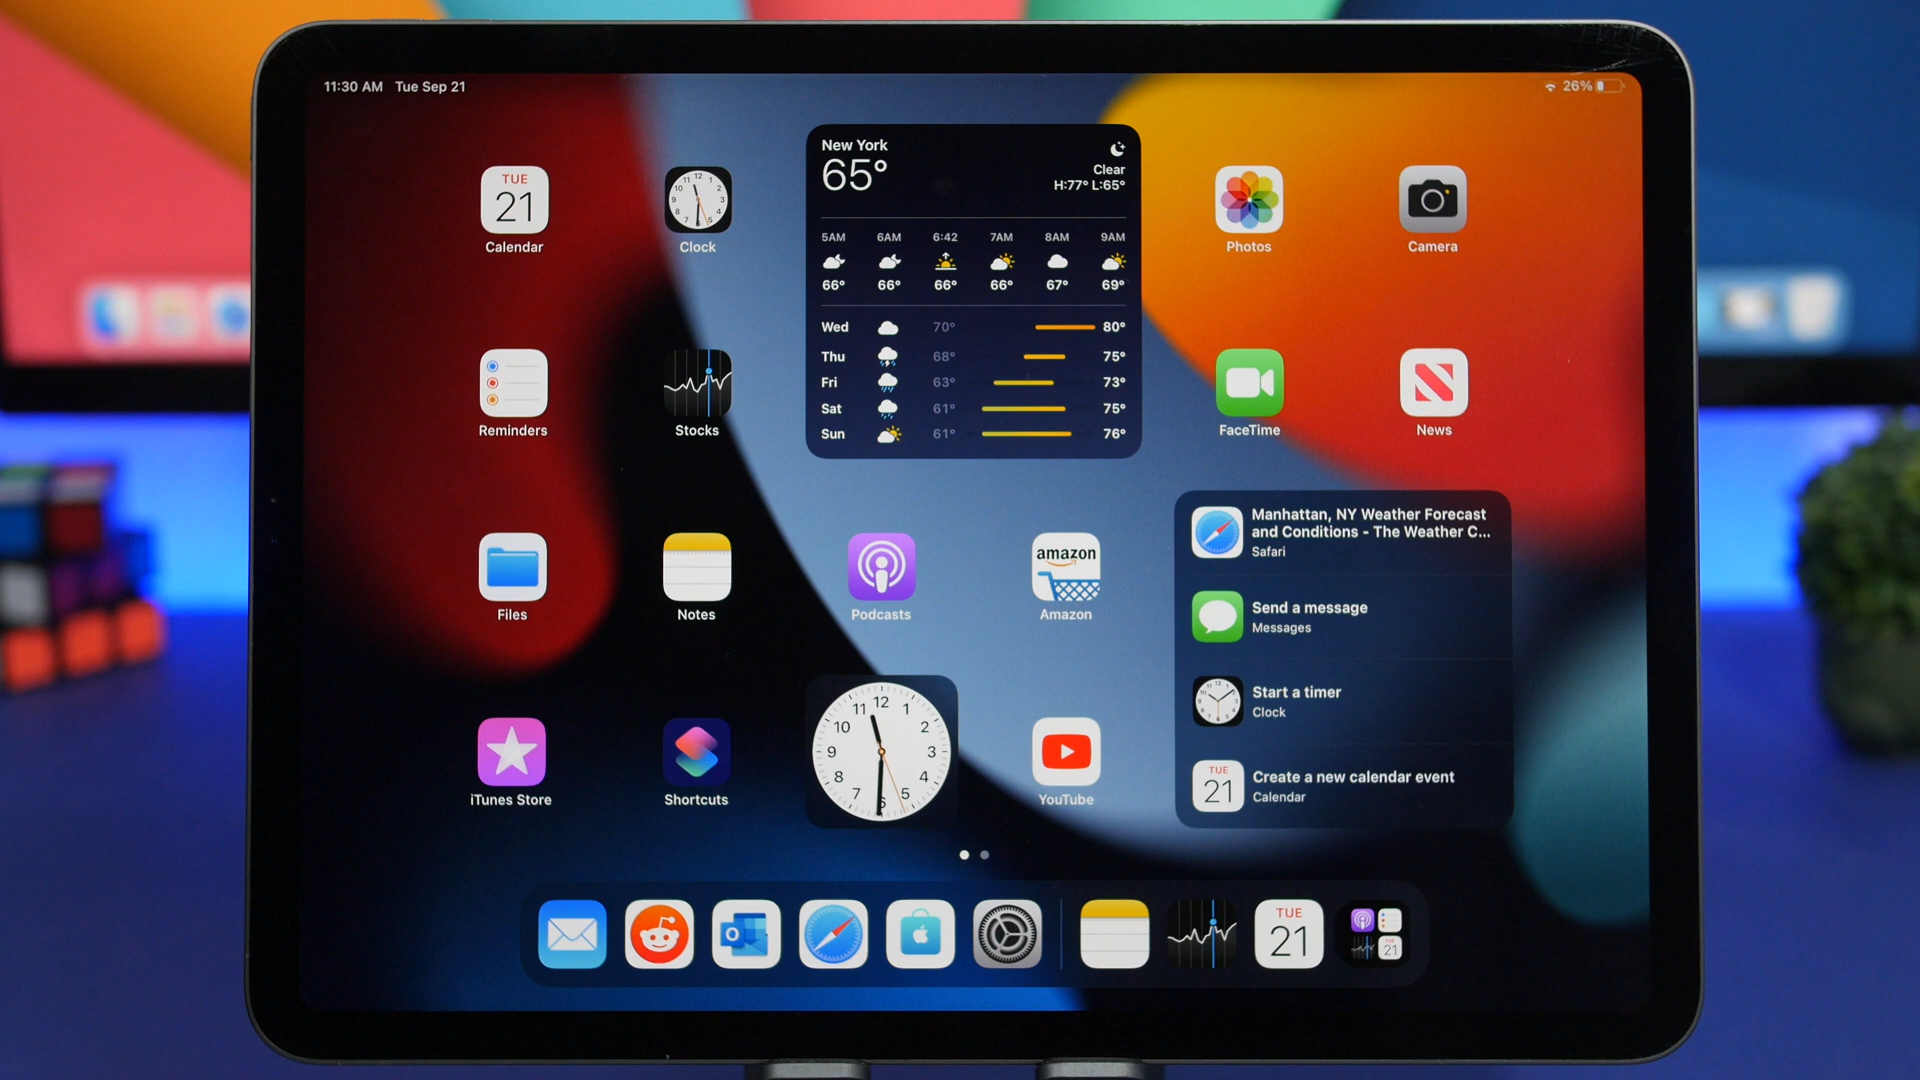 11:30 AM Tue Sep 21
26%
TUE
21
Calendar
Clock
New York
65°
Clear
H:77° L:65°
5AM 6AM 6:42 7AM 8AM 9AM
66° 66° 66° 66° 67° 69°
Wed 70° 80°
Thu 68° 75°
Fri 63° 73°
Sat 61° 75°
Sun 61° 76°
Photos
Camera
Reminders
Stocks
FaceTime
News
Files
Notes
Podcasts
amazon
Amazon
Manhattan, NY Weather Forecast
and Conditions - The Weather C...
Safari
Send a message
Messages
Start a timer
Clock
TUE
21
Create a new calendar event
Calendar
iTunes Store
Shortcuts
12 1 2 3 4 5 6 7 8 9 10 11
YouTube
O
TUE
21
21